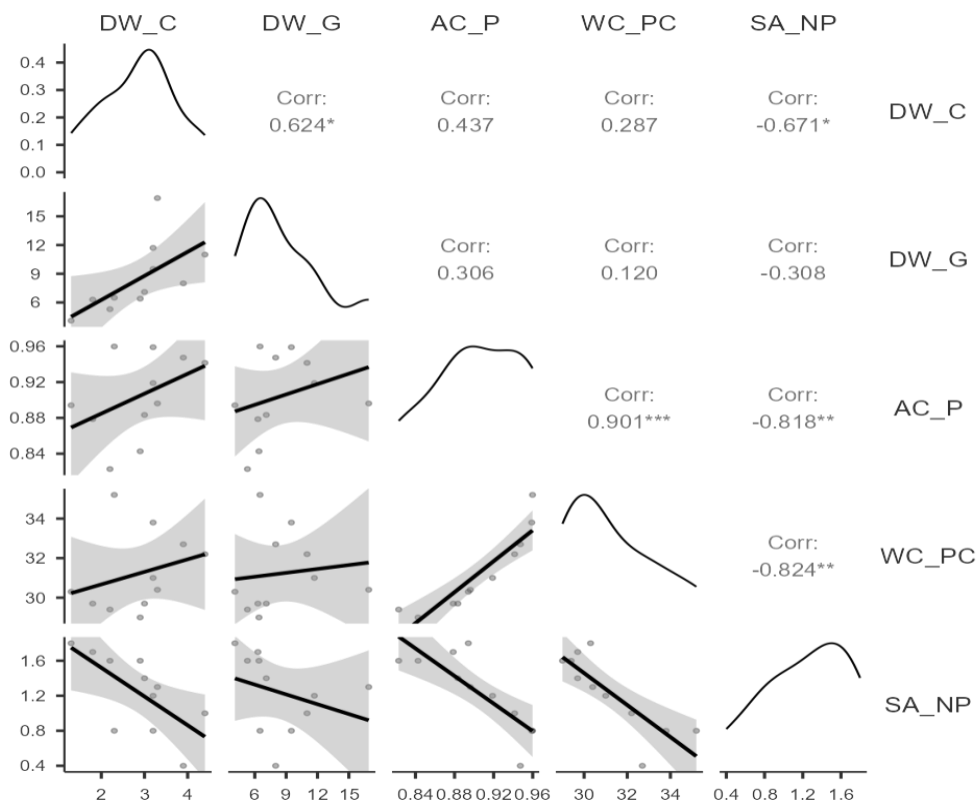 DW_C DW_G AC_P WC_PC SA_NP
0.4
0.3
0.2
0.1
0.0
Corr:
0.624*
Corr:
0.437
Corr:
0.287
Corr:
-0.671*
DW_C
15
12
9
6
Corr:
0.306
Corr:
0.120
Corr:
-0.308
DW_G
0.96
0.92
0.88
0.84
Corr:
0.901***
Corr:
-0.818**
AC_P
34
32
30
Corr:
-0.824**
WC_PC
1.6
1.2
0.8
0.4
SA_NP
2 3 4 6 9 12 15 0.84 0.88 0.92 0.96 30 32 34 0.4 0.8 1.2 1.6